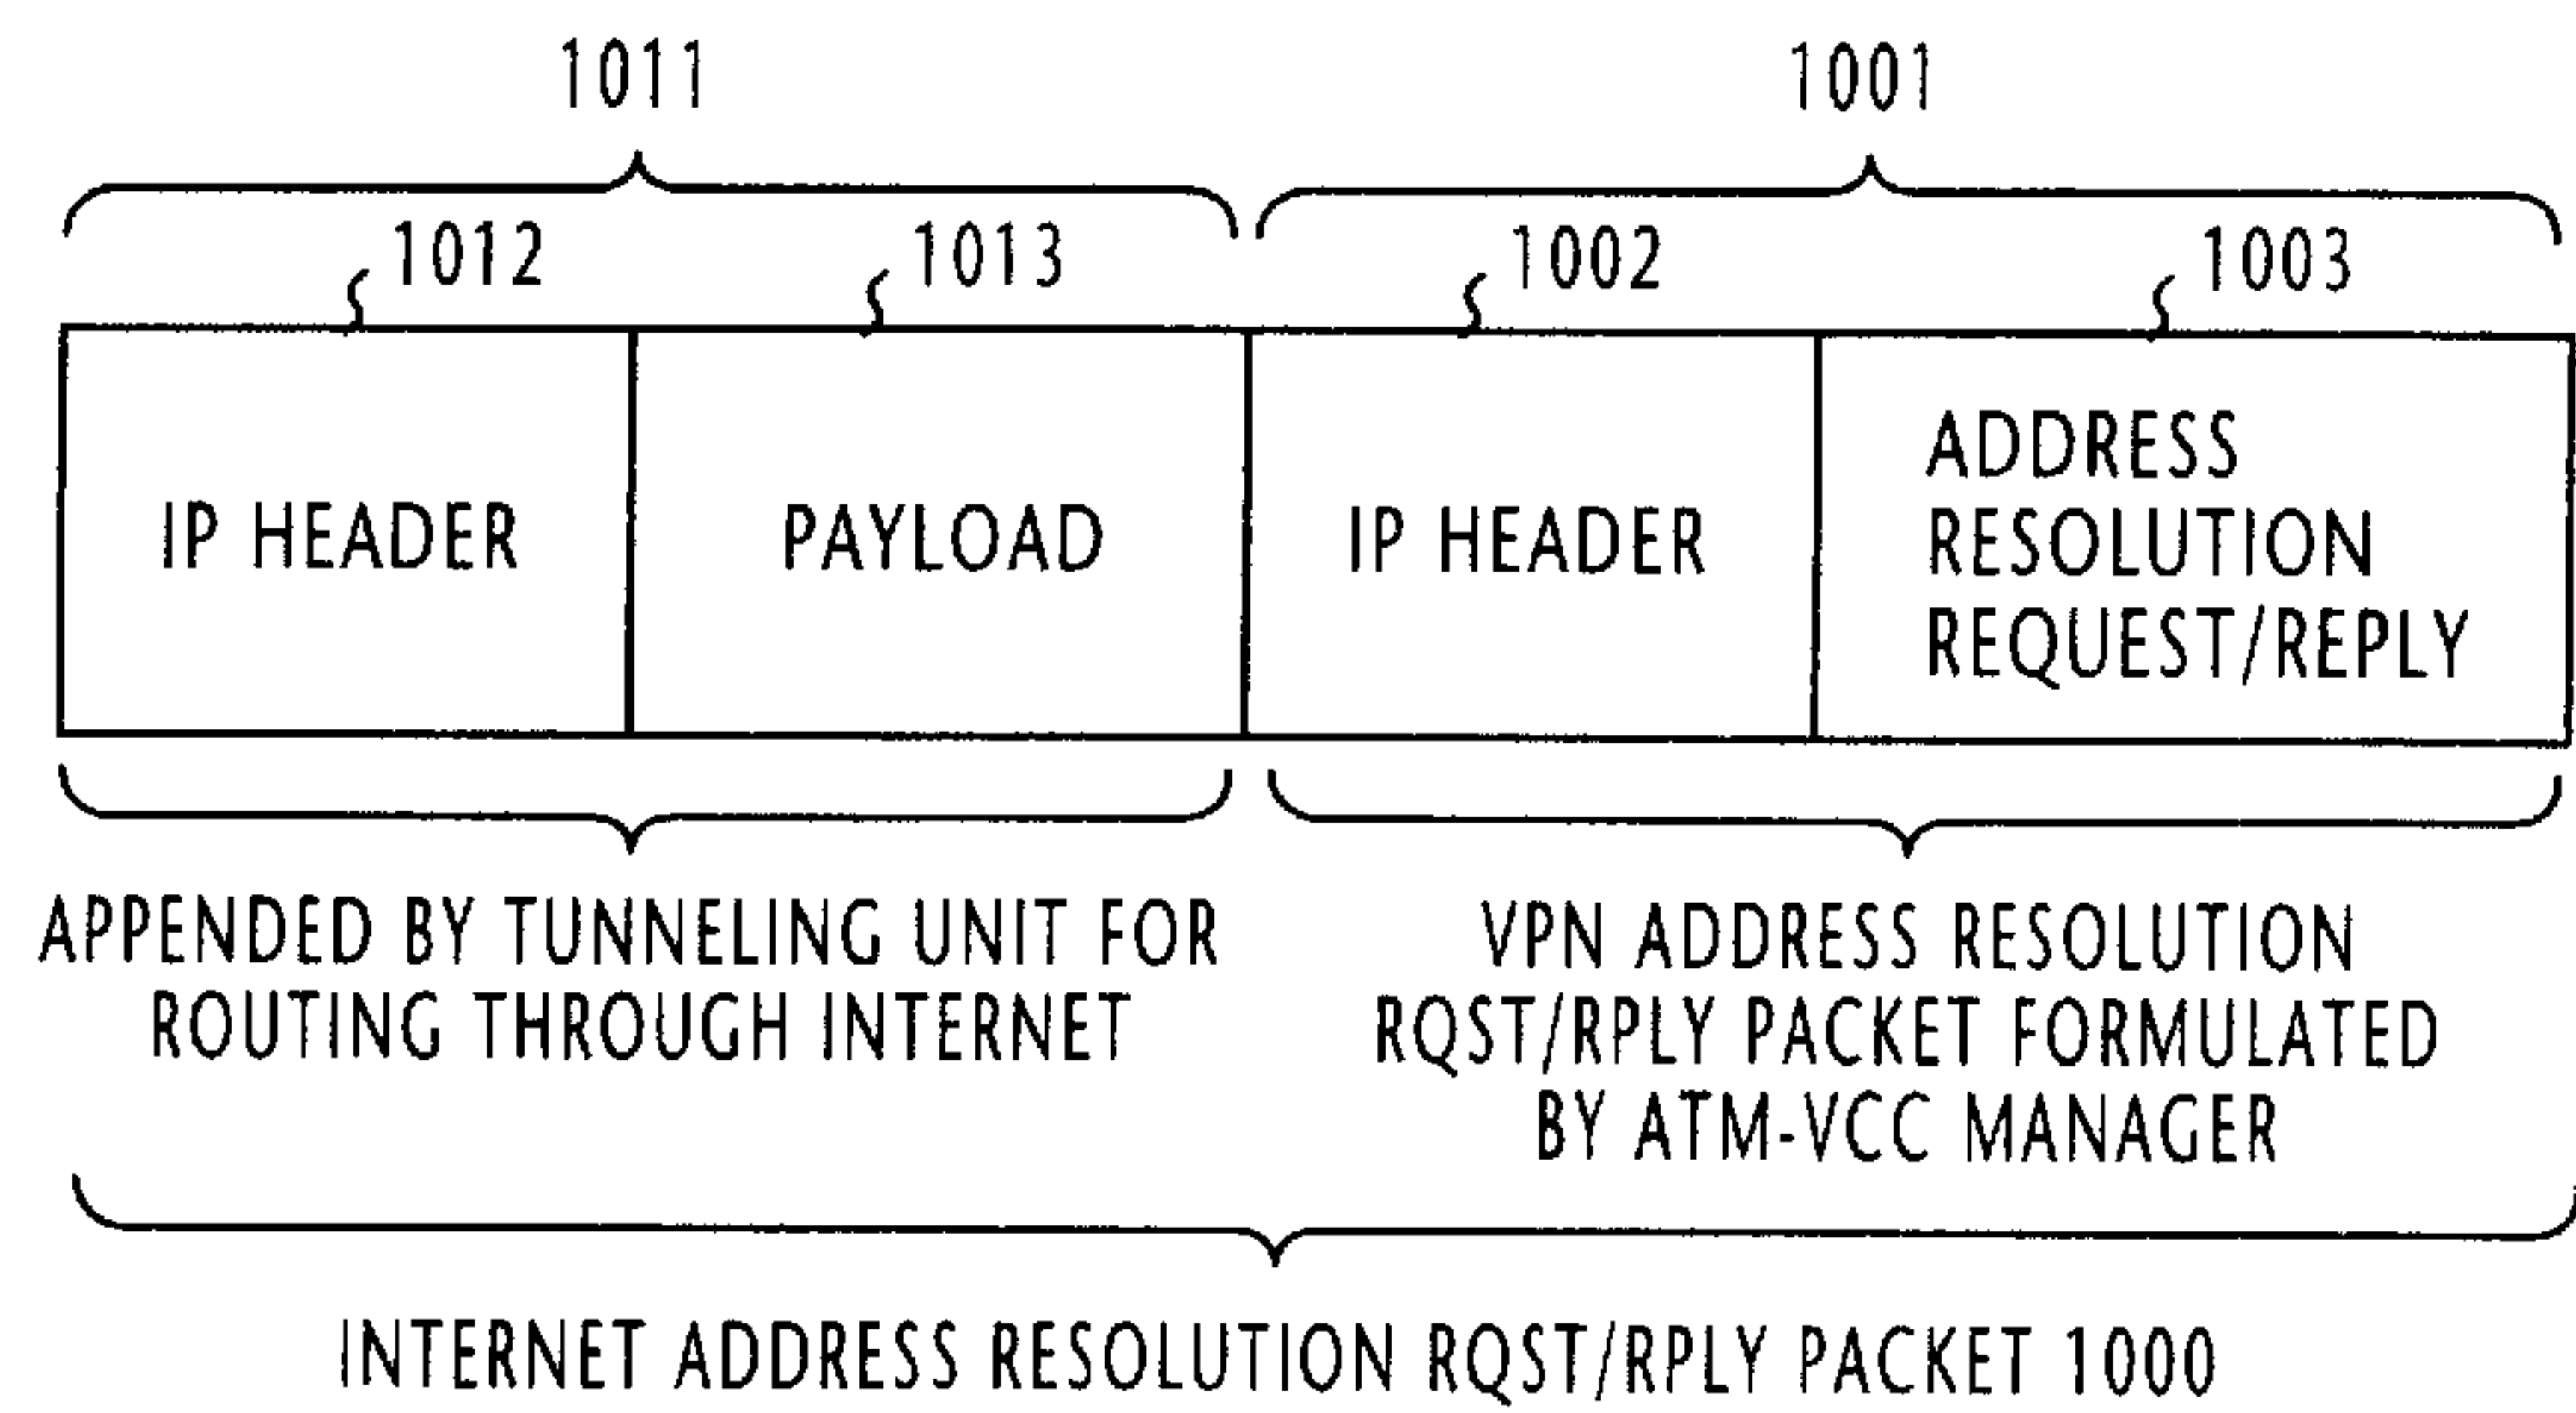 1011
1001
1012
1013
1002
1003
IP HEADER
PAYLOAD
IP HEADER
ADDRESS
RESOLUTION
REQUEST/REPLY
APPENDED BY TUNNELING UNIT FOR
ROUTING THROUGH INTERNET
VPN ADDRESS RESOLUTION
RQST/RPLY PACKET FORMULATED
BY ATM-VCC MANAGER
INTERNET ADDRESS RESOLUTION RQST/RPLY PACKET 1000